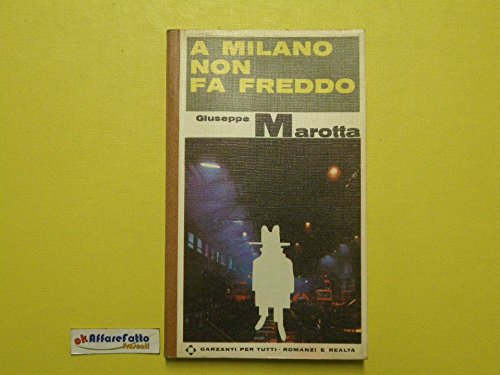 A MILANO
NON
FA FREDDO
Giuseppe Marotta
GARZANTI PER TUTTI · ROMANZI E REALTÀ
okAffareFatto